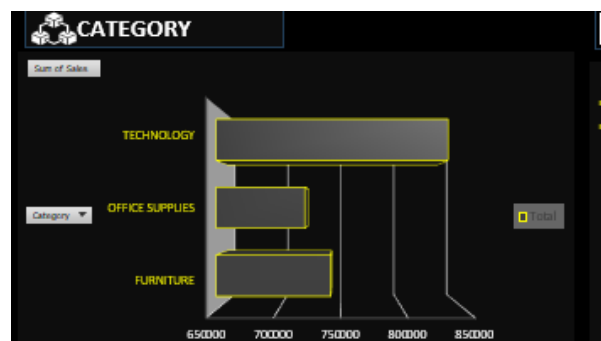 CATEGORY
Sum of Sales
TECHNOLOGY
OFFICE SUPPLIES
Category
Total
FURNITURE
650000 700000 750000 800000 850000